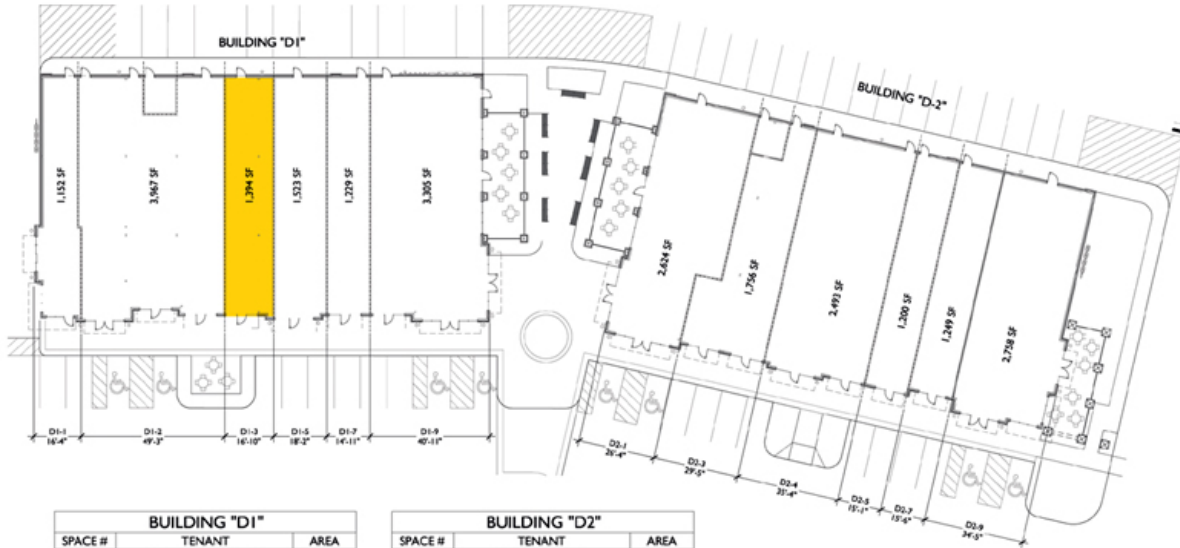 BUILDING "D1"
BUILDING "D-2"
1,152 SF
3,967 SF
1,394 SF
1,523 SF
1,229 SF
3,305 SF
2,624 SF
1,756 SF
2,493 SF
1,200 SF
1,249 SF
2,758 SF
D1-1
16'-4"
D1-2
49'-3"
D1-3
16'-10"
D1-5
18'-2"
D1-7
14'-11"
D1-9
40'-11"
D2-1
26'-4"
D2-3
29'-5"
D2-4
35'-4"
D2-5
15'-1"
D2-7
15'-6"
D2-9
34'-5"
BUILDING "D1"
SPACE # TENANT AREA
BUILDING "D2"
SPACE # TENANT AREA